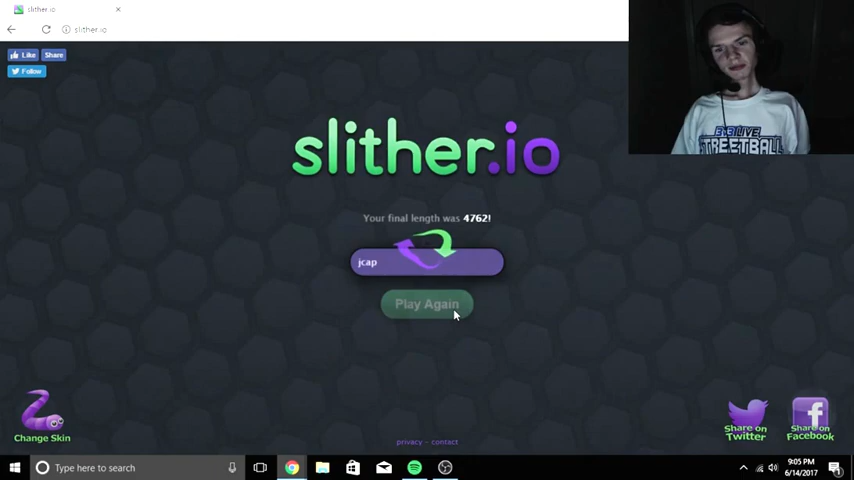 slither.io
slither.io
Like Share
Follow
BBLIVE
STREETBALL
slither.io
Your final length was 4762!
jcap
Play Again
Change Skin
Share on
Twitter
Share on
Facebook
privacy - contact
Type here to search
9:05 PM
6/14/2017